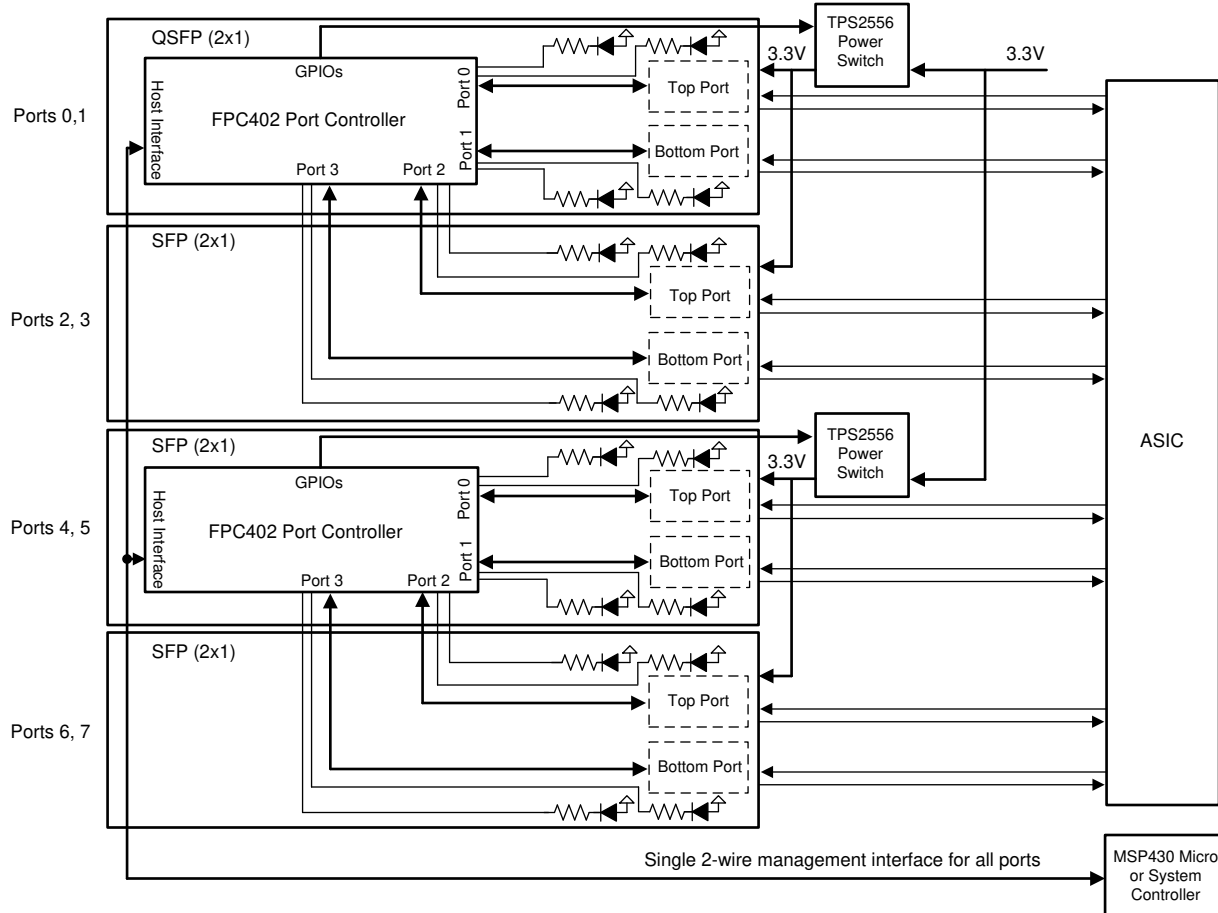 QSFP (2x1)
TPS2556
Power
Switch
3.3V
3.3V
GPIOs
Port 0
Top Port
Host Interface
FPC402 Port Controller
Ports 0,1
Port 1
Bottom Port
Port 3
Port 2
SFP (2x1)
Top Port
Ports 2, 3
Bottom Port
SFP (2x1)
TPS2556
Power
Switch
3.3V
ASIC
GPIOs
Port 0
Top Port
Host Interface
FPC402 Port Controller
Ports 4, 5
Port 1
Bottom Port
Port 3
Port 2
SFP (2x1)
Top Port
Ports 6, 7
Bottom Port
Single 2-wire management interface for all ports
MSP430 Micro
or System
Controller